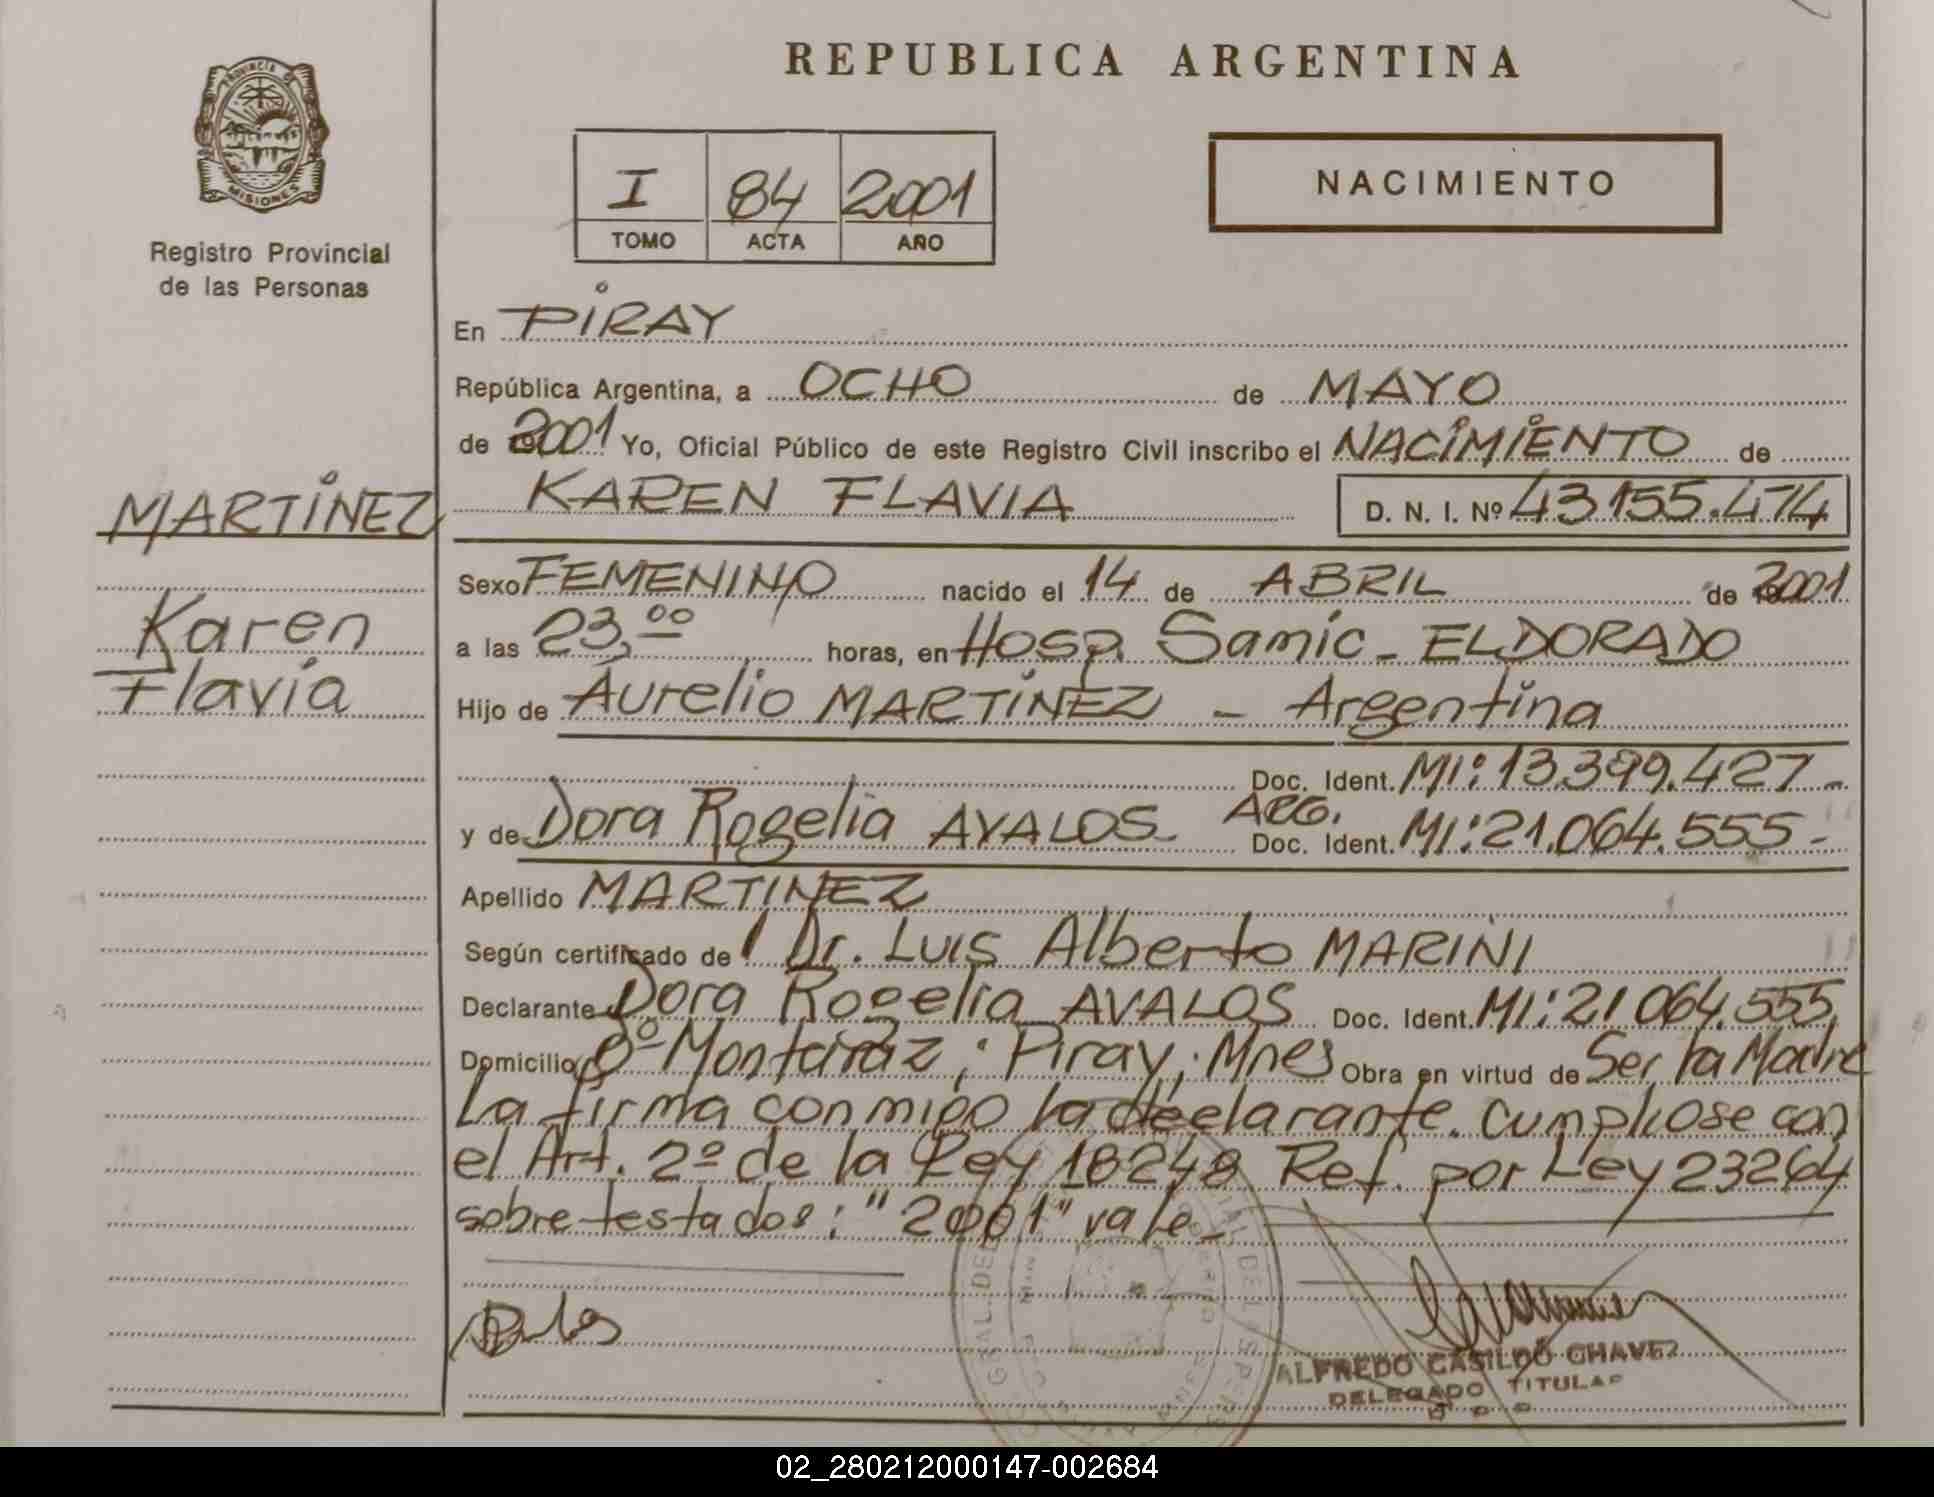 REPUBLICA ARGENTINA
PROVINCIA D
MISIONES
Registro Provincial
de las Personas
I 84 2001
TOMO ACTA AÑO
NACIMIENTO
En PIRAY
República Argentina, a OCHO de MAYO
de 2001 Yo, Oficial Público de este Registro Civil inscribo el NACIMIENTO de
MARTINEZ
KAREN FLAVIA D. N. I. Nº 43.155.474
Karen
Flavia
Sexo FEMENINO nacido el 14 de ABRIL de 2001
a las 23,00 horas, en Hosp. Samic - ELDORADO
Hijo de Aurelio MARTINEZ - Argentina
Doc. Ident. MI: 13.399.427-
y de Dora Rogelia AVALOS- ARG. Doc. Ident. MI: 21.064.555-
Apellido MARTINEZ
Según certificado de Dr. Luis Alberto MARINI
Declarante Dora Rogelia AVALOS Doc. Ident. MI: 21 064.555
Domicilio Bº Montaraz; Piray; Mnes Obra en virtud de Ser la Madre
La firma conmigo la declarante. cumpliose con
el Art. 2º de la Ley 18248 Ref. por Ley 23264
sobre testados: "2001" vale-
ALFREDO CASILDO CHAVEZ
DELEGADO TITULAR
02_280212000147-002684